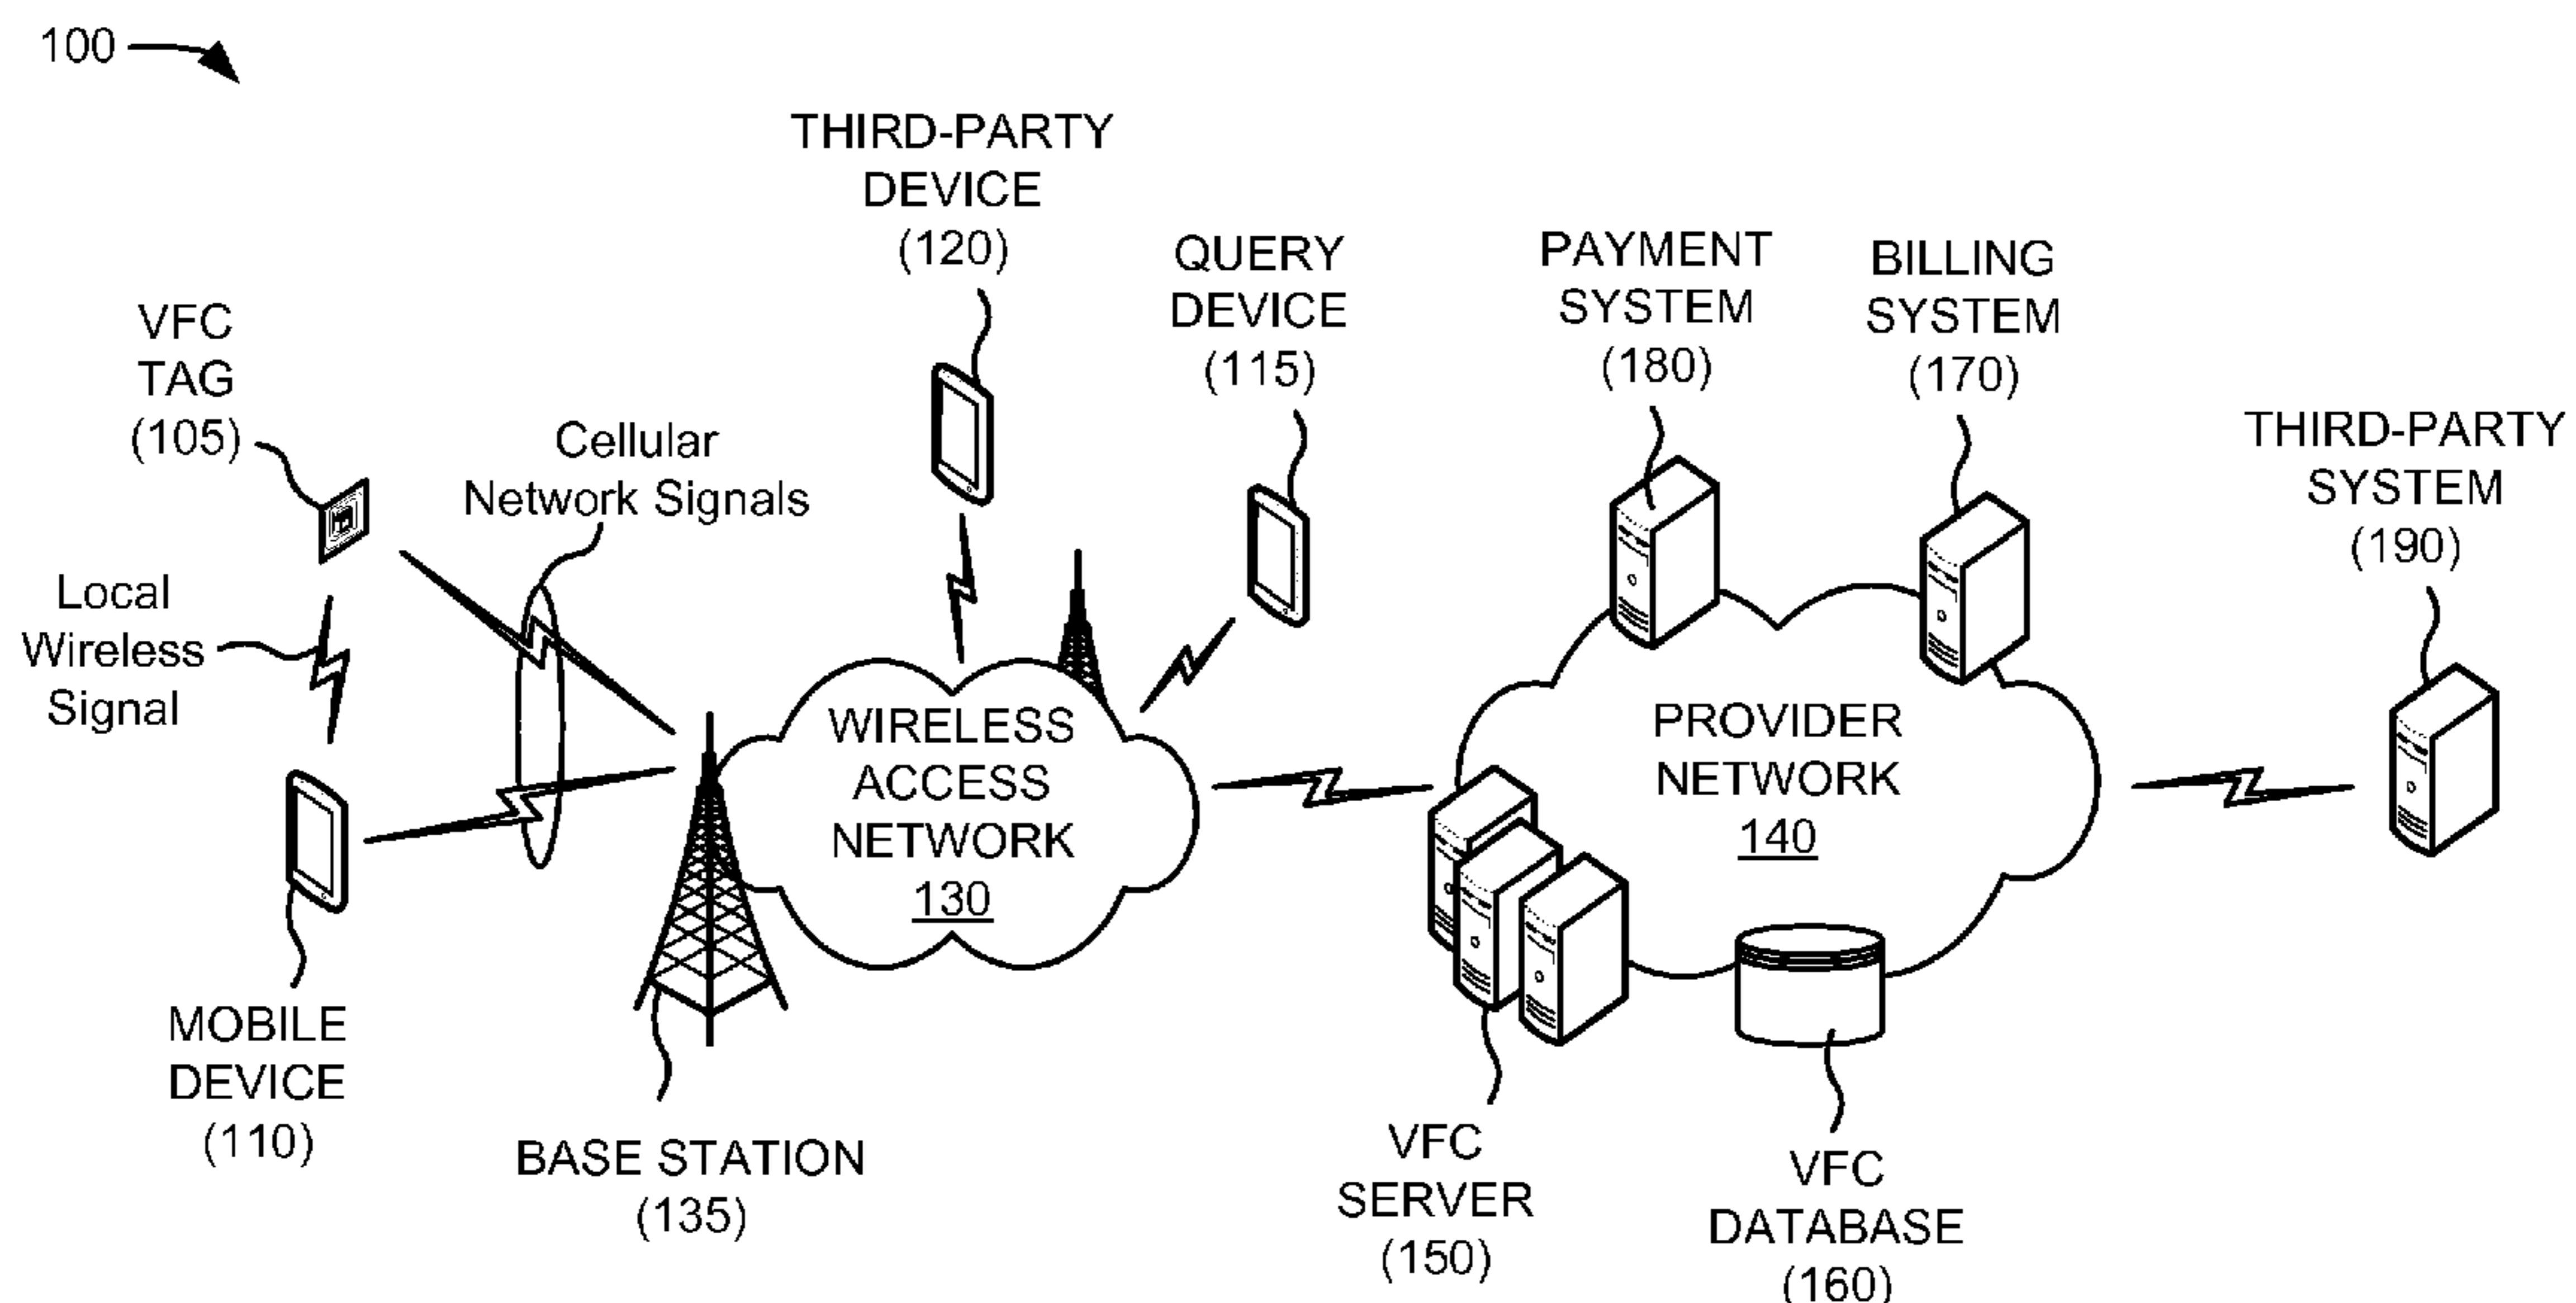 100
THIRD-PARTY
DEVICE
(120)
QUERY
DEVICE
(115)
PAYMENT
SYSTEM
(180)
BILLING
SYSTEM
(170)
THIRD-PARTY
SYSTEM
(190)
VFC
TAG
(105)
Cellular
Network Signals
Local
Wireless
Signal
WIRELESS
ACCESS
NETWORK
130
PROVIDER
NETWORK
140
MOBILE
DEVICE
(110)
BASE STATION
(135)
VFC
SERVER
(150)
VFC
DATABASE
(160)